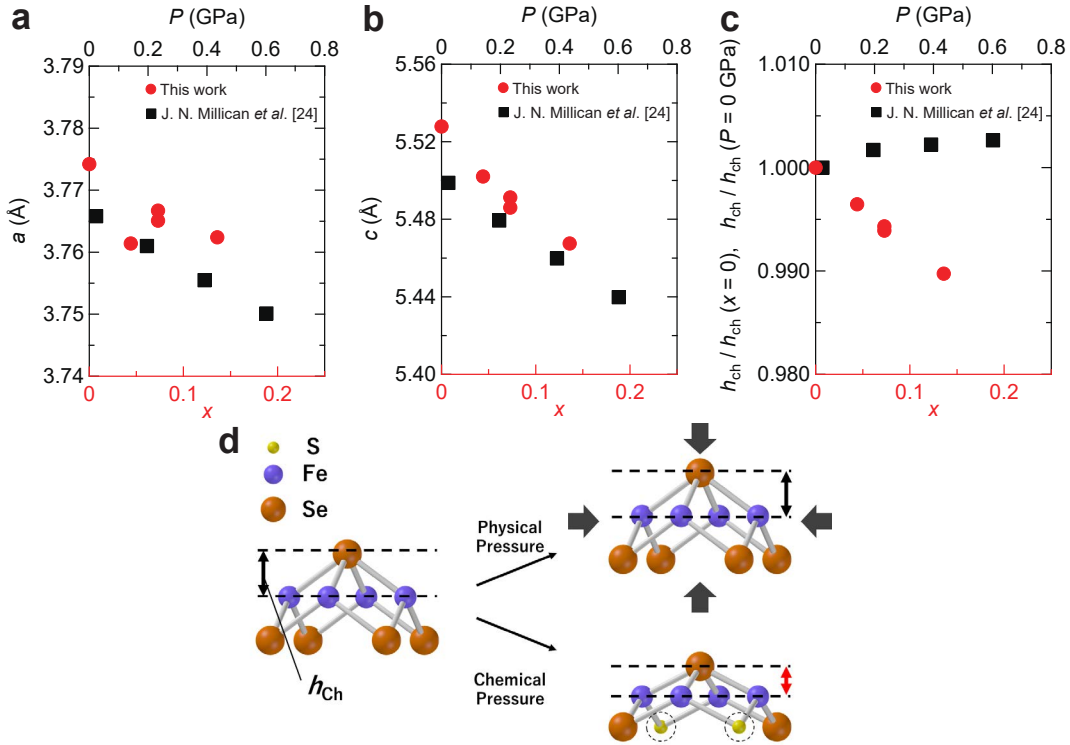 a
P (GPa)
0 0.2 0.4 0.6 0.8
3.79
3.78
3.77
3.76
3.75
3.74
a (Å)
This work
J. N. Millican et al. [24]
0 0.1 0.2
x
b
P (GPa)
0 0.2 0.4 0.6 0.8
5.56
5.52
5.48
5.44
5.40
c (Å)
This work
J. N. Millican et al. [24]
0 0.1 0.2
x
c
P (GPa)
0 0.2 0.4 0.6 0.8
1.010
1.000
0.990
0.980
h_ch / h_ch (x = 0), h_ch / h_ch (P = 0 GPa)
This work
J. N. Millican et al. [24]
0 0.1 0.2
x
d
S
Fe
Se
h_Ch
Physical
Pressure
Chemical
Pressure